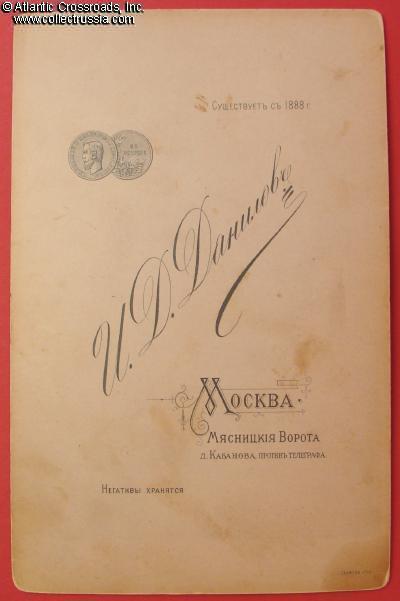 © Atlantic Crossroads, Inc.
www.collectrussia.com
Существуетъ съ 1888 г.
И. Д. Даниловъ
Москва.
Мясницкія Ворота
д. Кабанова, противъ телеграфа.
Негативы хранятся